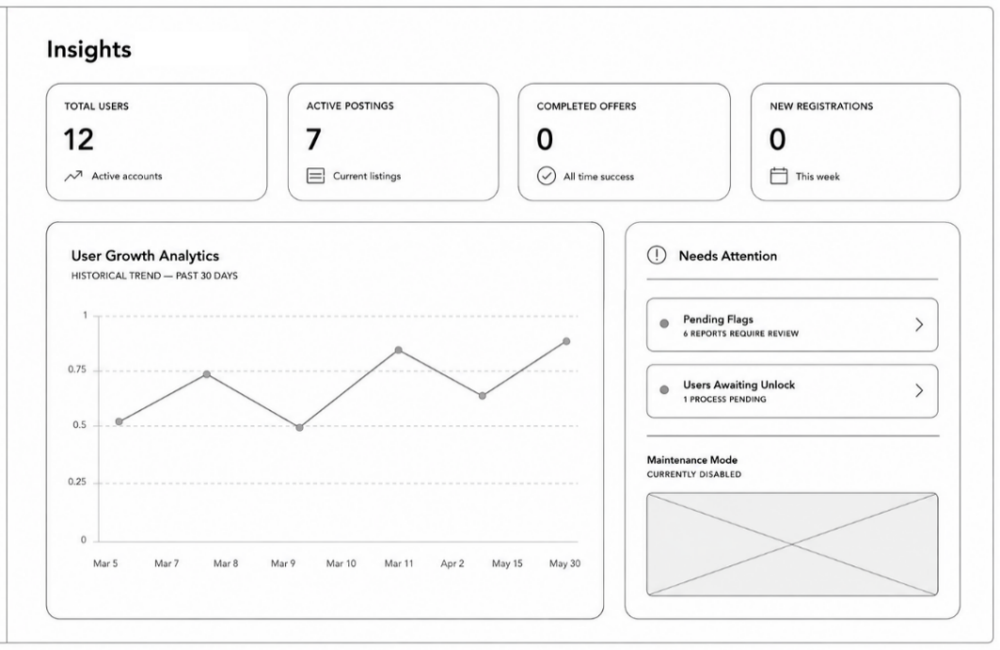 Insights
TOTAL USERS
12
Active accounts
ACTIVE POSTINGS
7
Current listings
COMPLETED OFFERS
0
All time success
NEW REGISTRATIONS
0
This week
User Growth Analytics
HISTORICAL TREND — PAST 30 DAYS
1
0.75
0.5
0.25
0
Mar 5 Mar 7 Mar 8 Mar 9 Mar 10 Mar 11 Apr 2 May 15 May 30
Needs Attention
Pending Flags
6 REPORTS REQUIRE REVIEW
Users Awaiting Unlock
1 PROCESS PENDING
Maintenance Mode
CURRENTLY DISABLED